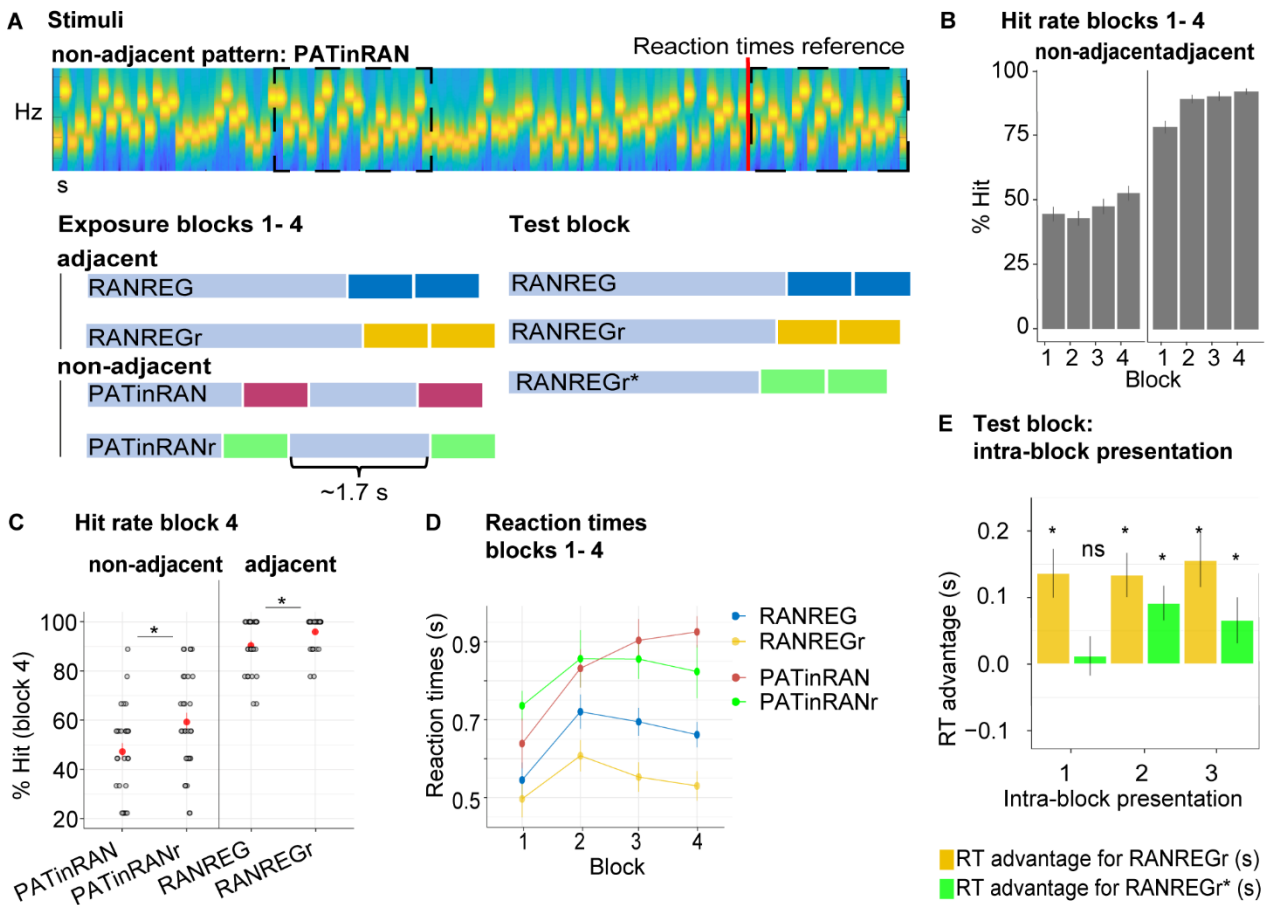 A Stimuli
non-adjacent pattern: PATinRAN
Reaction times reference
Hz
s
Exposure blocks 1- 4
adjacent
RANREG
RANREGr
non-adjacent
PATinRAN
PATinRANr
~1.7 s
Test block
RANREG
RANREGr
RANREGr*
B Hit rate blocks 1- 4
non-adjacent adjacent
% Hit
100
75
50
25
0
1 2 3 4 1 2 3 4
Block
C Hit rate block 4
non-adjacent adjacent
* *
% Hit (block 4)
100
80
60
40
20
PATinRAN PATinRANr RANREG RANREGr
D Reaction times
blocks 1- 4
Reaction times (s)
0.9
0.7
0.5
1 2 3 4
Block
RANREG
RANREGr
PATinRAN
PATinRANr
E Test block:
intra-block presentation
RT advantage (s)
0.2
0.1
0.0
−0.1
* ns * * * *
1 2 3
Intra-block presentation
RT advantage for RANREGr (s)
RT advantage for RANREGr* (s)